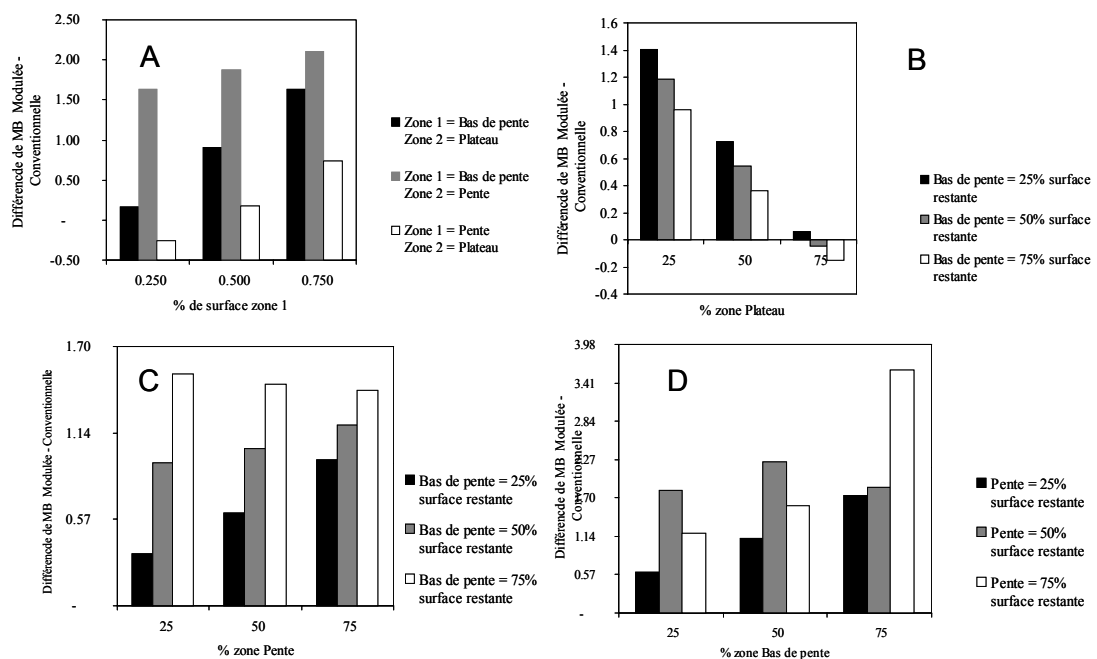 A
Différencde de MB Modulée -
Conventionnelle
2.50
2.00
1.50
1.00
0.50
-
-0.50
0.250
0.500
0.750
% de surface zone 1
Zone 1 = Bas de pente
Zone 2 = Plateau
Zone 1 = Bas de pente
Zone 2 = Pente
Zone 1 = Pente
Zone 2 = Plateau
B
Différencde de MB Modulée -
Conventionnelle
1.6
1.4
1.2
1
0.8
0.6
0.4
0.2
0
-0.2
-0.4
25
50
75
% zone Plateau
Bas de pente = 25% surface
restante
Bas de pente = 50% surface
restante
Bas de pente = 75% surface
restante
C
Différencde de MB Modulée - Conventionnelle
1.70
1.14
0.57
-
25
50
75
% zone Pente
Bas de pente = 25%
surface restante
Bas de pente = 50%
surface restante
Bas de pente = 75%
surface restante
D
Différencde de MB Modulée -
Conventionnelle
3.98
3.41
2.84
2.27
1.70
1.14
0.57
-
25
50
75
% zone Bas de pente
Pente = 25%
surface restante
Pente = 50%
surface restante
Pente = 75%
surface restante